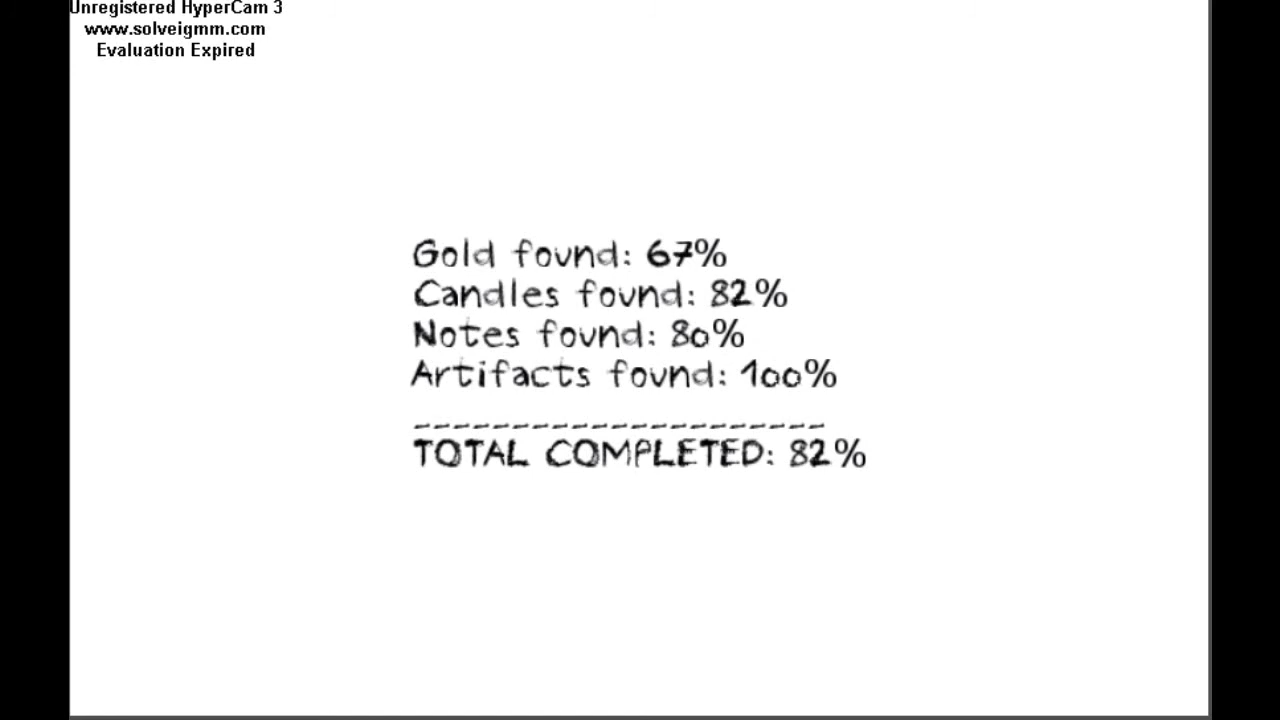 Unregistered HyperCam 3
www.solveigmm.com
Evaluation Expired
Gold found: 67%
Candles found: 82%
Notes found: 80%
Artifacts found: 100%
_____________________
TOTAL COMPLETED: 82%